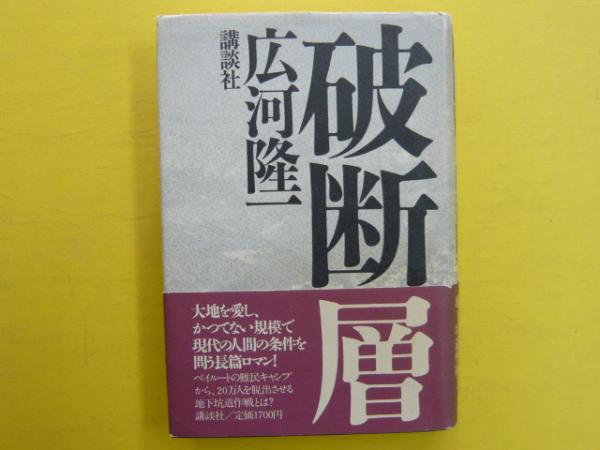 破断層
広河隆一
講談社
大地を愛し、
かつてない規模で
現代の人間の条件を
問う長篇ロマン!
ベイルートの難民キャンプ
から、20万人を脱出させる
地下坑道作戦とは?
講談社/定価1700円